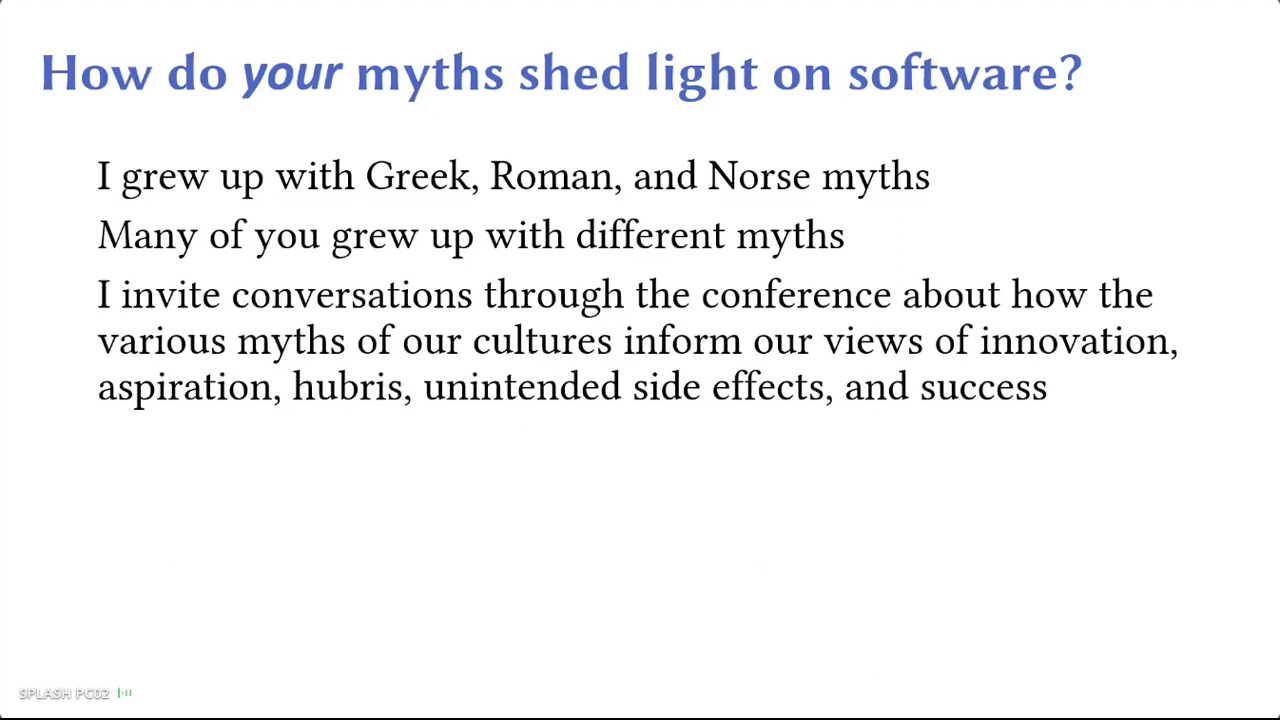 How do your myths shed light on software?
I grew up with Greek, Roman, and Norse myths
Many of you grew up with different myths
I invite conversations through the conference about how the
various myths of our cultures inform our views of innovation,
aspiration, hubris, unintended side effects, and success
SPLASH PC02